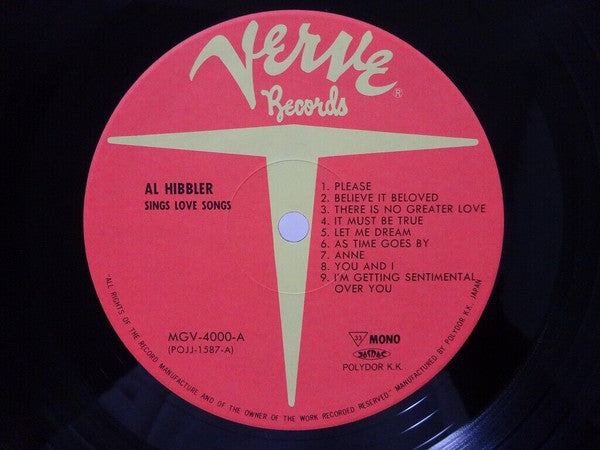 Verve
Records
®
AL HIBBLER
SINGS LOVE SONGS
1. PLEASE
2. BELIEVE IT BELOVED
3. THERE IS NO GREATER LOVE
4. IT MUST BE TRUE
5. LET ME DREAM
6. AS TIME GOES BY
7. ANNE
8. YOU AND I
9. I'M GETTING SENTIMENTAL
OVER YOU
MGV-4000-A
(POJJ-1587-A)
33 MONO
JASRAC
POLYDOR K.K.
"ALL RIGHTS OF THE RECORD MANUFACTURE AND OF THE OWNER OF THE WORK RECORDED RESERVED." MANUFACTURED BY POLYDOR K.K. JAPAN